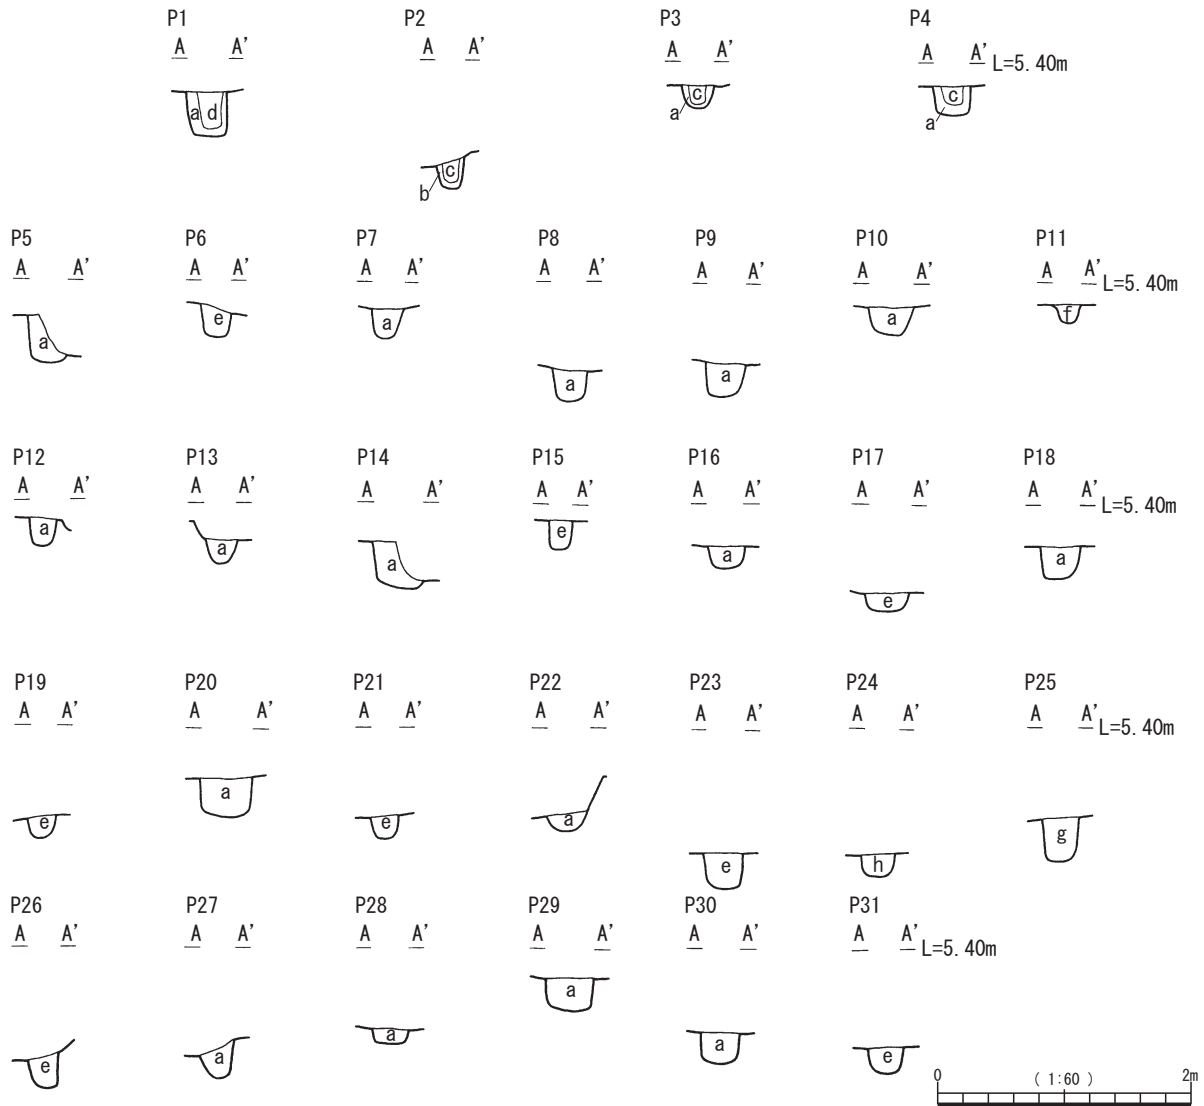 P1 P2 P3 P4
A A' A A' A A' A A' L=5.40m
a d c c
a a
c
b
P5 P6 P7 P8 P9 P10 P11
A A' A A' A A' A A' A A' A A' A A' L=5.40m
a e a a a a f
P12 P13 P14 P15 P16 P17 P18
A A' A A' A A' A A' A A' A A' A A' L=5.40m
a a a e a e a
P19 P20 P21 P22 P23 P24 P25
A A' A A' A A' A A' A A' A A' A A' L=5.40m
e a e a e h g
P26 P27 P28 P29 P30 P31
A A' A A' A A' A A' A A' A A' L=5.40m
e a a a a e
0 ( 1:60 ) 2m